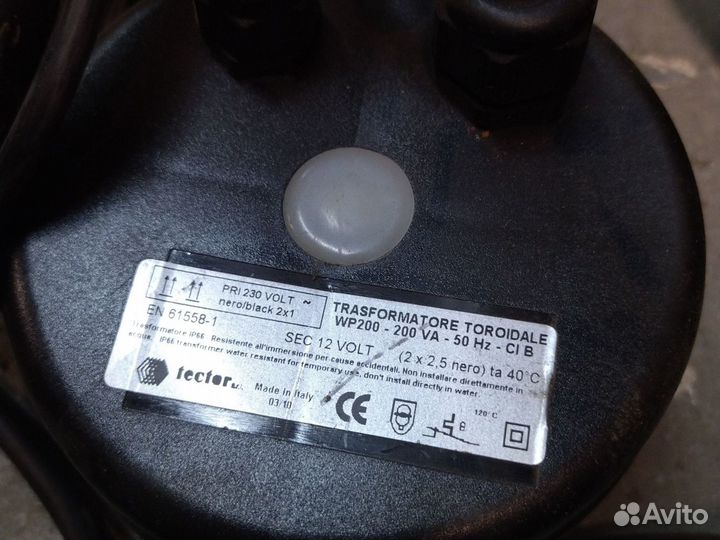 PRI 230 VOLT ~
nero/black 2x1
TRASFORMATORE TOROIDALE
EN 61558-1
WP200 - 200 VA - 50 Hz - Cl B
SEC 12 VOLT (2 x 2,5 nero) ta 40°C
Trasformatore IP66 Resistente all'immersione per cause accidentali. Non installare direttamente in
acqua. IP66 transformer water resistant for temporary use, don't install directly in water.
tector
Made in Italy
03/10
CE
B
120°C
Avito